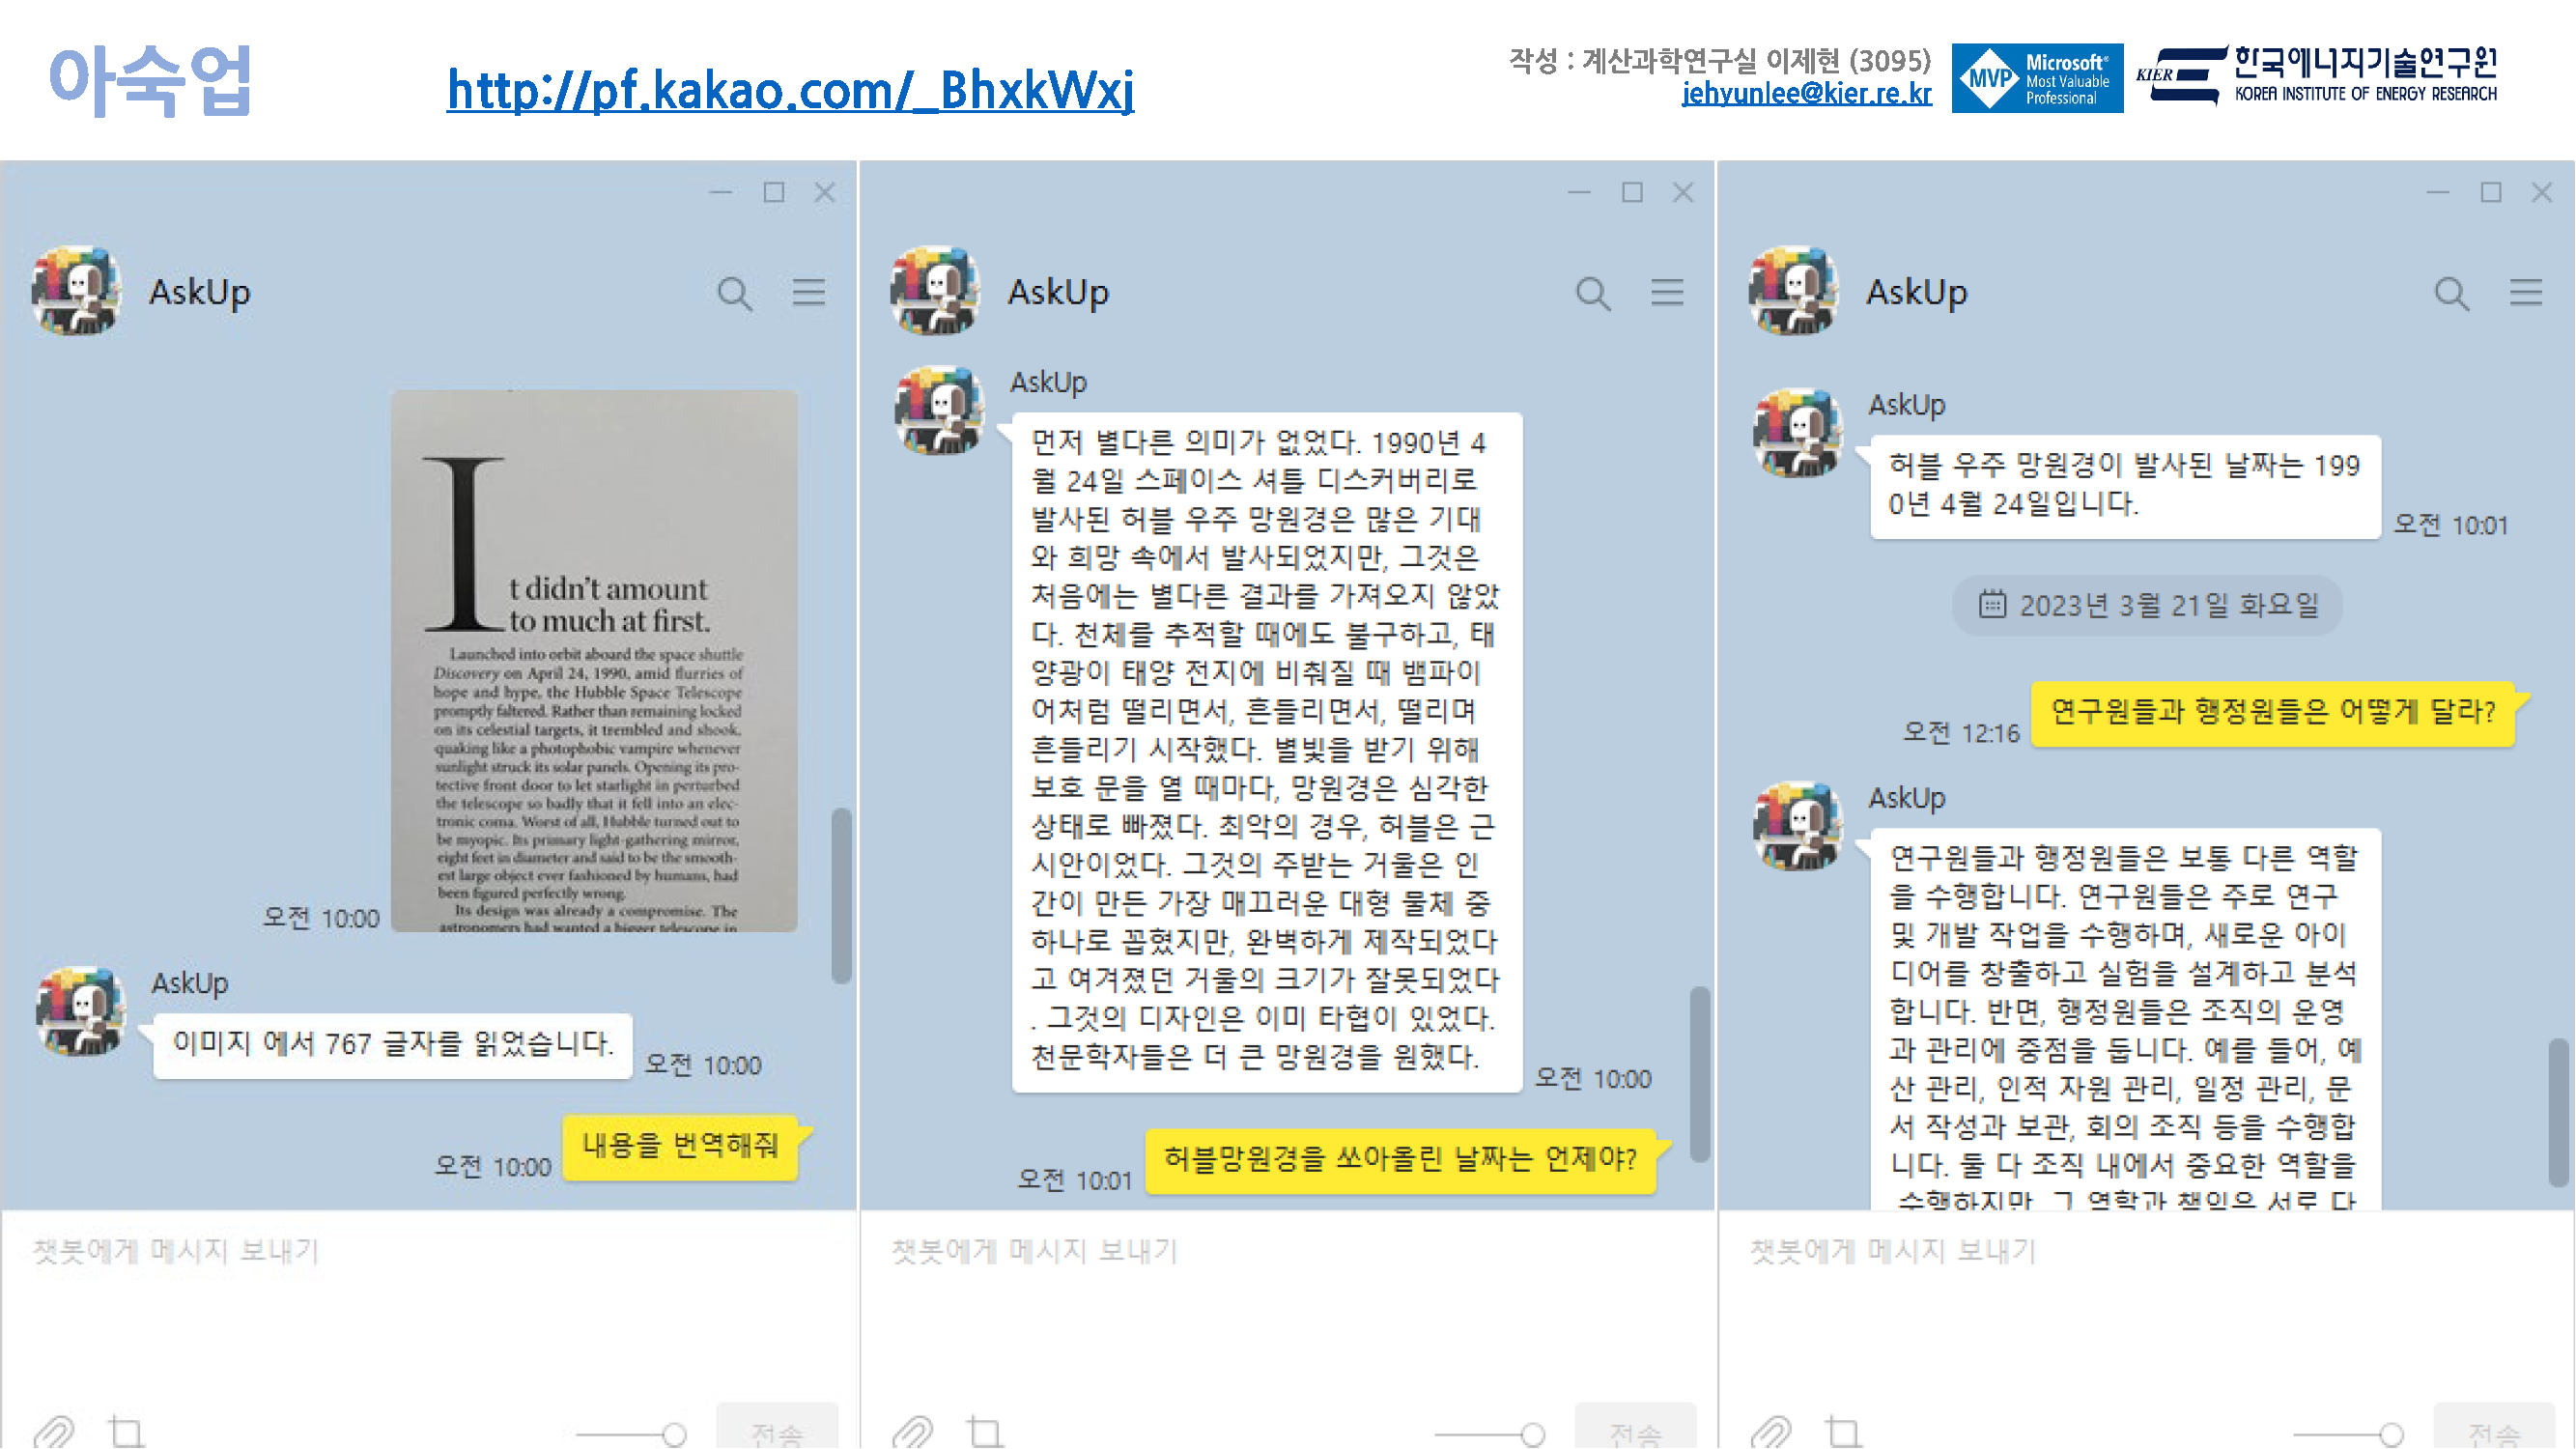 아숙업
http://pf.kakao.com/_BhxkWxj
작성 : 계산과학연구실 이제현 (3095)
jehyunlee@kier.re.kr
MVP
Microsoft®
Most Valuable
Professional
KIER
한국에너지기술연구원
KOREA INSTITUTE OF ENERGY RESEARCH
AskUp
It didn't amount
to much at first.
Launched into orbit aboard the space shuttle
Discovery on April 24, 1990, amid flurries of
hope and hype, the Hubble Space Telescope
promptly faltered. Rather than remaining locked
on its celestial targets, it trembled and shook,
quaking like a photophobic vampire whenever
sunlight struck its solar panels. Opening its pro-
tective front door to let starlight in perturbed
the telescope so badly that it fell into an elec-
tronic coma. Worst of all, Hubble turned out to
be myopic. Its primary light-gathering mirror,
eight feet in diameter and said to be the smooth-
est large object ever fashioned by humans, had
been figured perfectly wrong.
Its design was already a compromise. The
astronomers had wanted a bigger telescope in
오전 10:00
AskUp
이미지 에서 767 글자를 읽었습니다.
오전 10:00
내용을 번역해줘
오전 10:00
챗봇에게 메시지 보내기
전송
AskUp
AskUp
먼저 별다른 의미가 없었다. 1990년 4
월 24일 스페이스 셔틀 디스커버리로
발사된 허블 우주 망원경은 많은 기대
와 희망 속에서 발사되었지만, 그것은
처음에는 별다른 결과를 가져오지 않았
다. 천체를 추적할 때에도 불구하고, 태
양광이 태양 전지에 비춰질 때 뱀파이
어처럼 떨리면서, 흔들리면서, 떨리며
흔들리기 시작했다. 별빛을 받기 위해
보호 문을 열 때마다, 망원경은 심각한
상태로 빠졌다. 최악의 경우, 허블은 근
시안이었다. 그것의 주받는 거울은 인
간이 만든 가장 매끄러운 대형 물체 중
하나로 꼽혔지만, 완벽하게 제작되었다
고 여겨졌던 거울의 크기가 잘못되었다
. 그것의 디자인은 이미 타협이 있었다.
천문학자들은 더 큰 망원경을 원했다.
오전 10:00
허블망원경을 쏘아올린 날짜는 언제야?
오전 10:01
챗봇에게 메시지 보내기
전송
AskUp
AskUp
허블 우주 망원경이 발사된 날짜는 199
0년 4월 24일입니다.
오전 10:01
2023년 3월 21일 화요일
연구원들과 행정원들은 어떻게 달라?
오전 12:16
AskUp
연구원들과 행정원들은 보통 다른 역할
을 수행합니다. 연구원들은 주로 연구
및 개발 작업을 수행하며, 새로운 아이
디어를 창출하고 실험을 설계하고 분석
합니다. 반면, 행정원들은 조직의 운영
과 관리에 중점을 둡니다. 예를 들어, 예
산 관리, 인적 자원 관리, 일정 관리, 문
서 작성과 보관, 회의 조직 등을 수행합
니다. 둘 다 조직 내에서 중요한 역할을
수행하지만, 그 역할과 책임은 서로 다
챗봇에게 메시지 보내기
전송